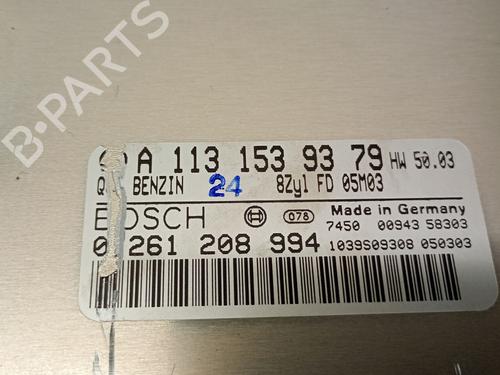 B-PARTS
A 113 153 93 79 HW 50.03
Q BENZIN 24 8Zyl FD 05M03
BOSCH 078 Made in Germany
7450 00943 58303
0 261 208 994 1039S09308 050303